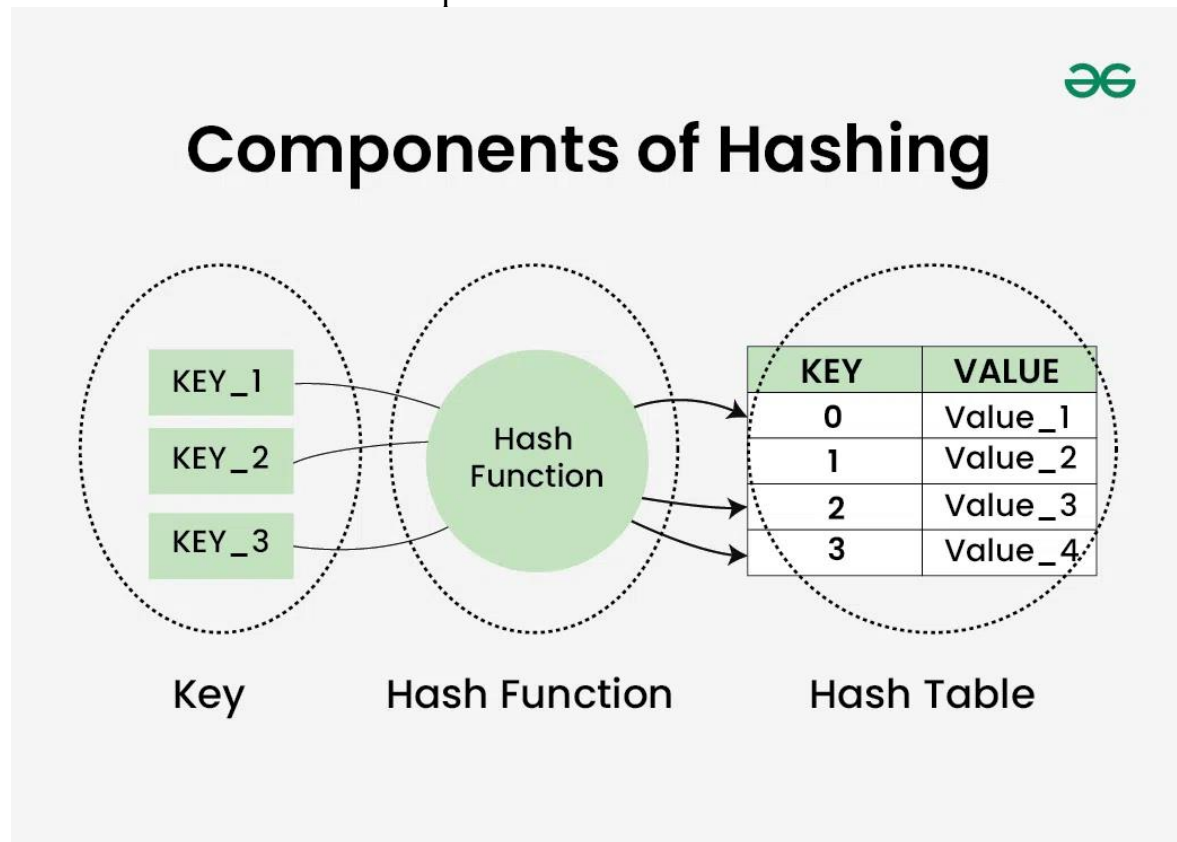 Components of Hashing
KEY_1
KEY_2
KEY_3
Hash
Function
KEY VALUE
0 Value_1
1 Value_2
2 Value_3
3 Value_4
Key
Hash Function
Hash Table